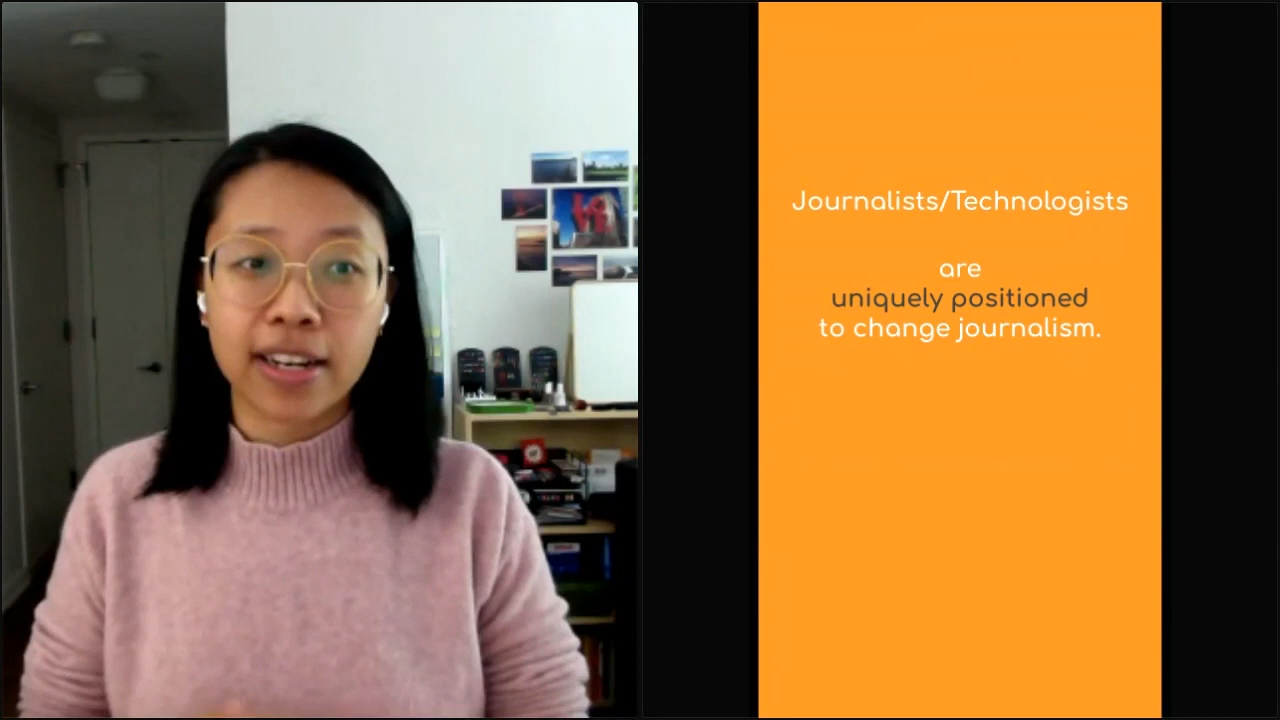 Journalists/Technologists
are
uniquely positioned
to change journalism.